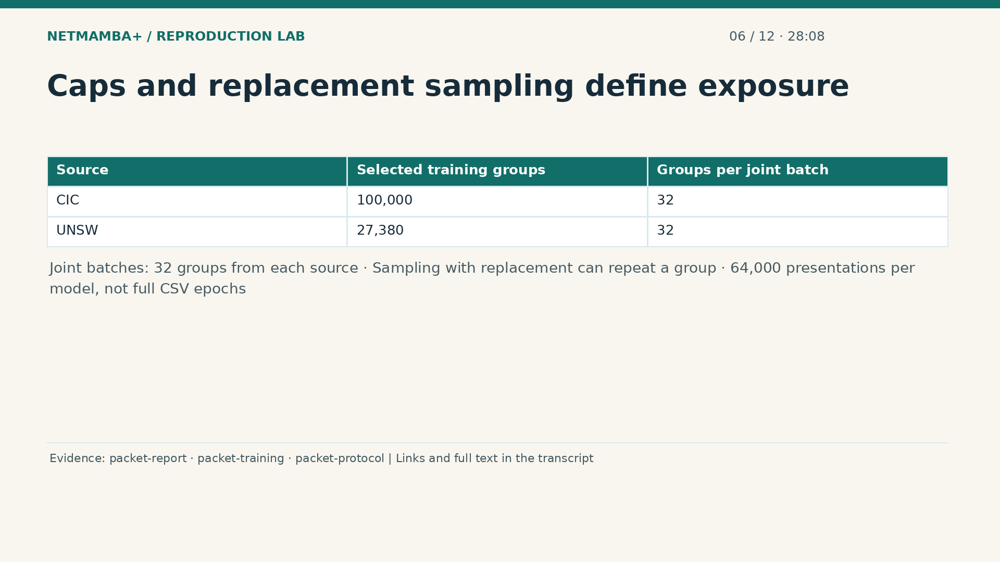 NETMAMBA+ / REPRODUCTION LAB
06 / 12 · 28:08
Caps and replacement sampling define exposure
Source Selected training groups Groups per joint batch
CIC 100,000 32
UNSW 27,380 32
Joint batches: 32 groups from each source · Sampling with replacement can repeat a group · 64,000 presentations per
model, not full CSV epochs
Evidence: packet-report · packet-training · packet-protocol | Links and full text in the transcript